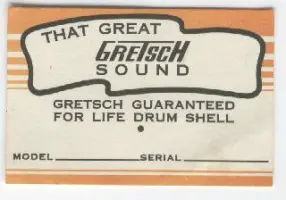 THAT GREAT
GRETSCH
SOUND
GRETSCH GUARANTEED
FOR LIFE DRUM SHELL
MODEL SERIAL